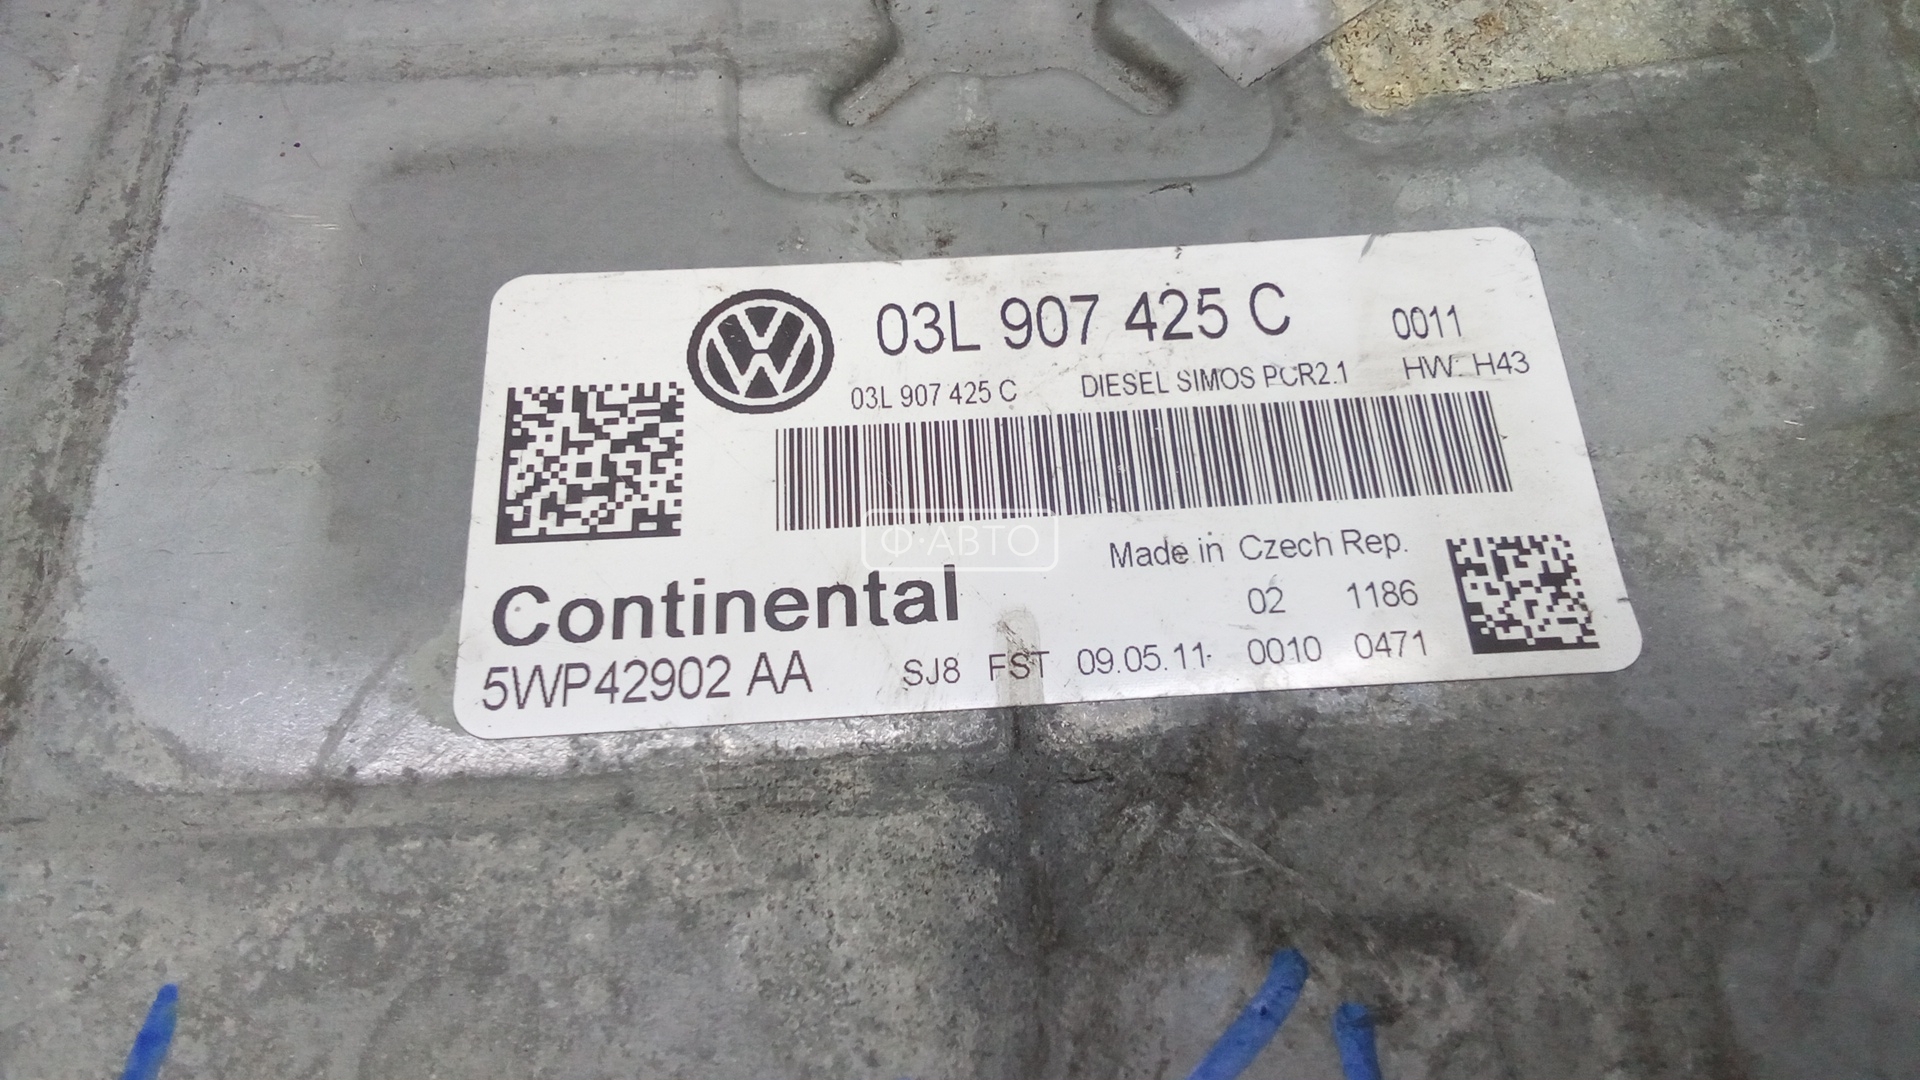 03L 907 425 C 0011
03L 907 425 C DIESEL SIMOS PCR2.1 HW: H43
Ф·АВТО
Made in Czech Rep.
Continental 02 1186
5WP42902 AA SJ8 FST 09.05.11 0010 0471